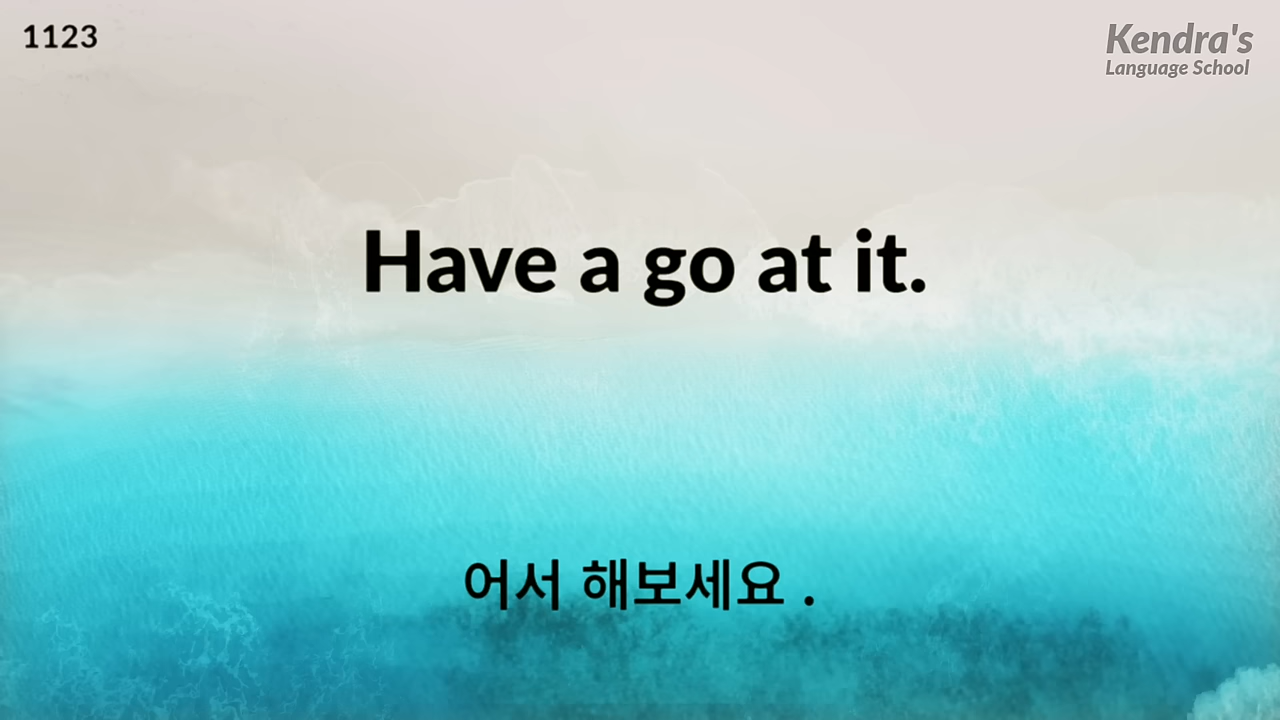 1123
Kendra's
Language School
Have a go at it.
어서 해보세요 .